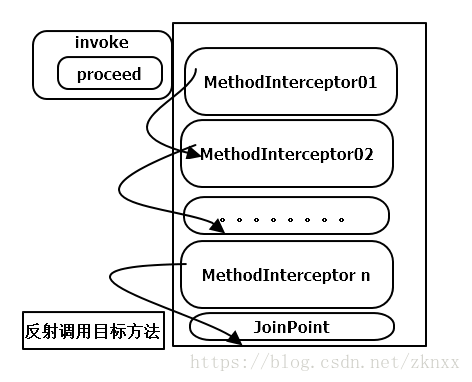 invoke
proceed
MethodInterceptor01
MethodInterceptor02
。。。。。。。。
MethodInterceptor n
JoinPoint
反射调用目标方法
https://blog.csdn.net/zknxx